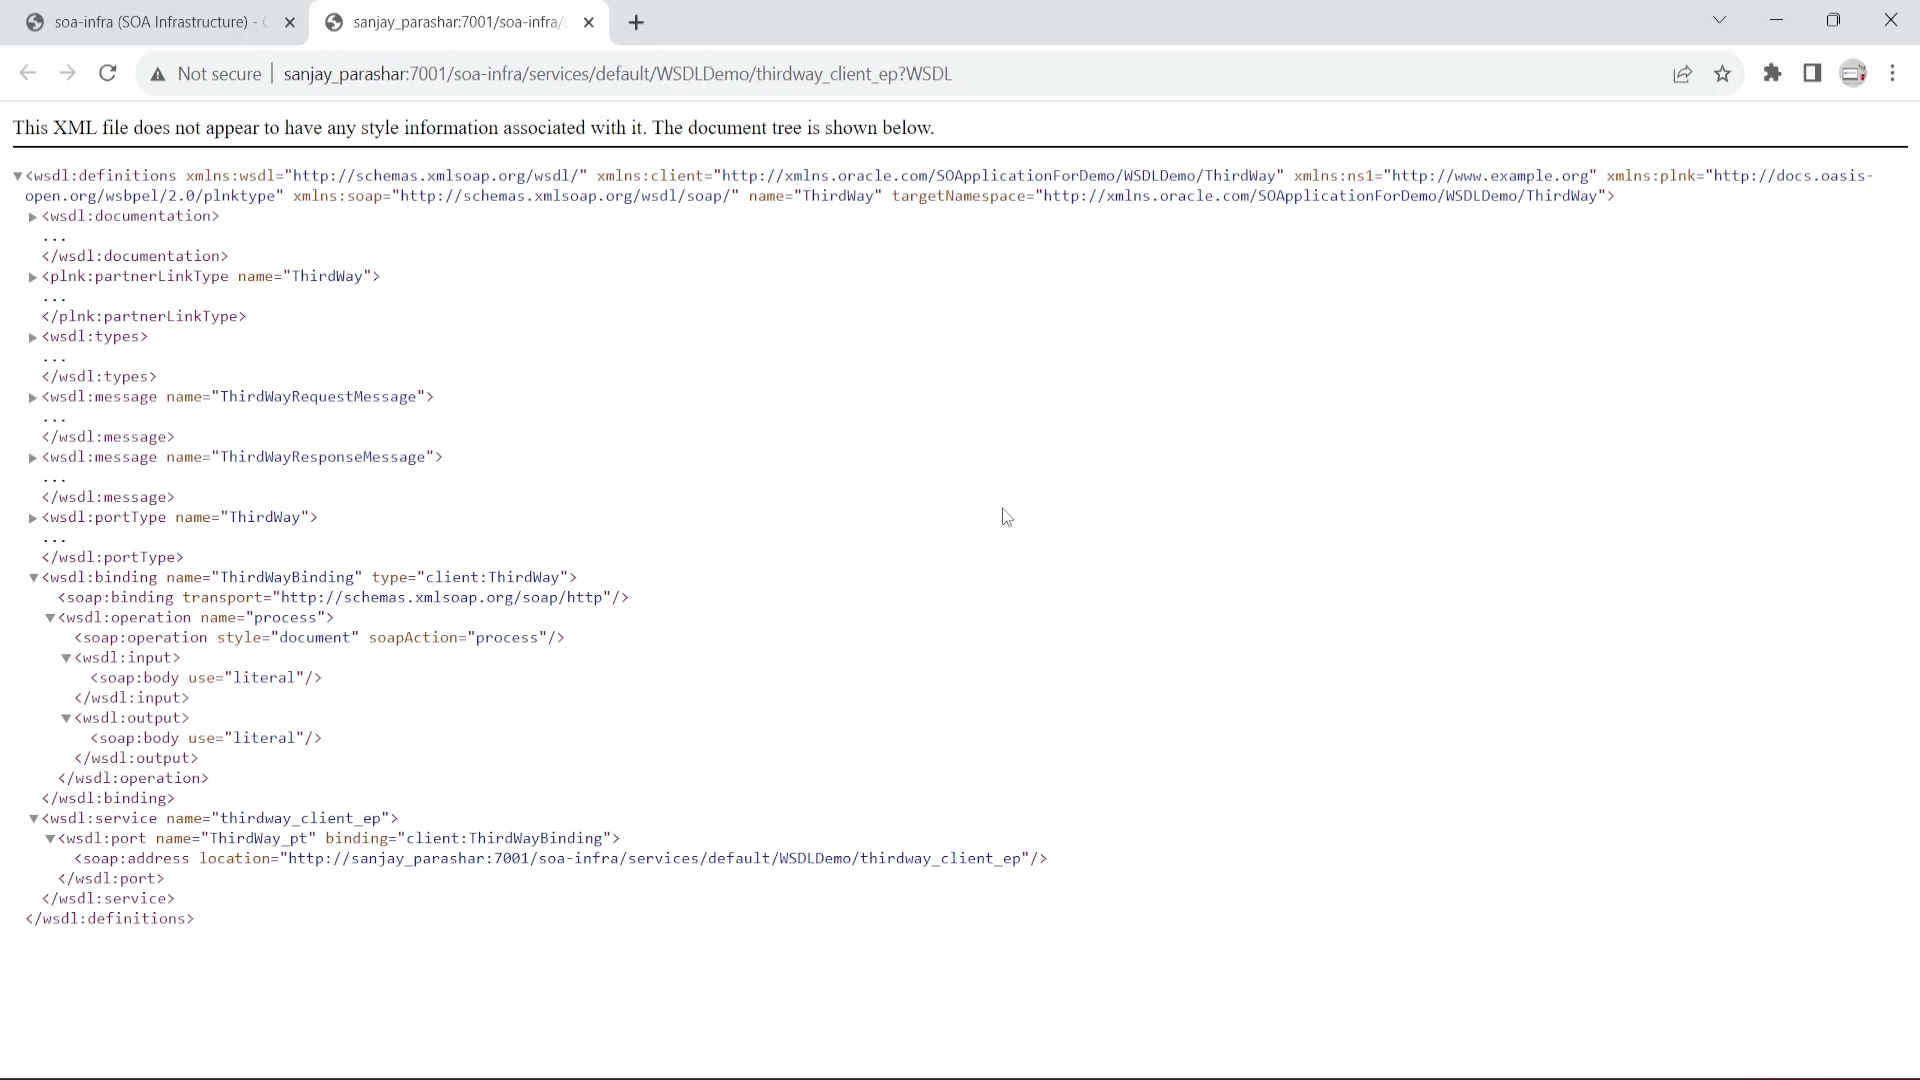 soa-infra (SOA Infrastructure) -
sanjay_parashar:7001/soa-infra/
Not secure | sanjay_parashar:7001/soa-infra/services/default/WSDLDemo/thirdway_client_ep?WSDL
This XML file does not appear to have any style information associated with it. The document tree is shown below.
▼<wsdl:definitions xmlns:wsdl="http://schemas.xmlsoap.org/wsdl/" xmlns:client="http://xmlns.oracle.com/SOApplicationForDemo/WSDLDemo/ThirdWay" xmlns:ns1="http://www.example.org" xmlns:plnk="http://docs.oasis-
open.org/wsbpel/2.0/plnktype" xmlns:soap="http://schemas.xmlsoap.org/wsdl/soap/" name="ThirdWay" targetNamespace="http://xmlns.oracle.com/SOApplicationForDemo/WSDLDemo/ThirdWay">
▶<wsdl:documentation>
...
</wsdl:documentation>
▶<plnk:partnerLinkType name="ThirdWay">
...
</plnk:partnerLinkType>
▶<wsdl:types>
...
</wsdl:types>
▶<wsdl:message name="ThirdWayRequestMessage">
...
</wsdl:message>
▶<wsdl:message name="ThirdWayResponseMessage">
...
</wsdl:message>
▶<wsdl:portType name="ThirdWay">
...
</wsdl:portType>
▼<wsdl:binding name="ThirdWayBinding" type="client:ThirdWay">
<soap:binding transport="http://schemas.xmlsoap.org/soap/http"/>
▼<wsdl:operation name="process">
<soap:operation style="document" soapAction="process"/>
▼<wsdl:input>
<soap:body use="literal"/>
</wsdl:input>
▼<wsdl:output>
<soap:body use="literal"/>
</wsdl:output>
</wsdl:operation>
</wsdl:binding>
▼<wsdl:service name="thirdway_client_ep">
▼<wsdl:port name="ThirdWay_pt" binding="client:ThirdWayBinding">
<soap:address location="http://sanjay_parashar:7001/soa-infra/services/default/WSDLDemo/thirdway_client_ep"/>
</wsdl:port>
</wsdl:service>
</wsdl:definitions>